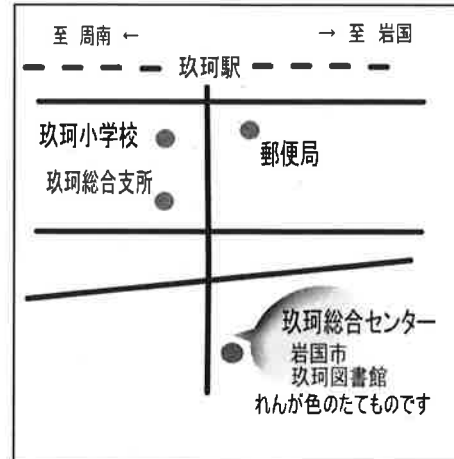 至 周南 ← → 至 岩国
玖珂駅
玖珂小学校
郵便局
玖珂総合支所
玖珂総合センター
岩国市
玖珂図書館
れんが色のたてものです